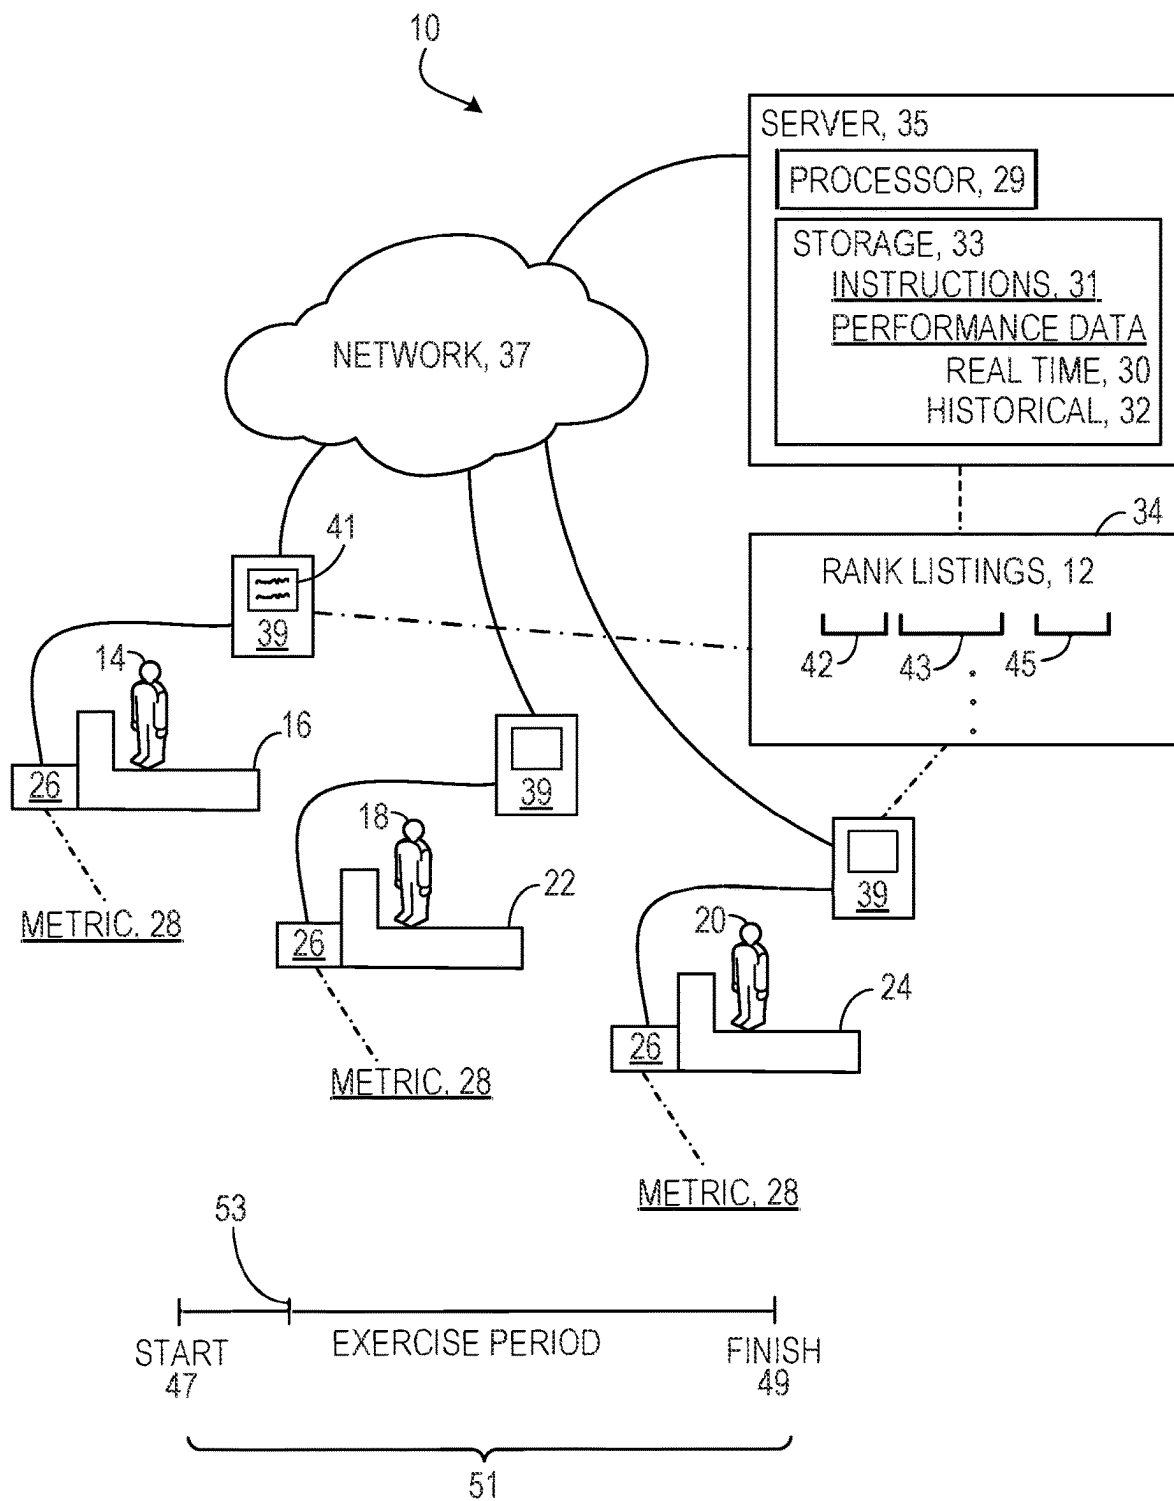 10
SERVER, 35
PROCESSOR, 29
STORAGE, 33
INSTRUCTIONS, 31
PERFORMANCE DATA
REAL TIME, 30
HISTORICAL, 32
NETWORK, 37
34
RANK LISTINGS, 12
42 43 45
41
39
14
16
26
METRIC, 28
39
18
22
26
METRIC, 28
39
20
24
26
METRIC, 28
53
EXERCISE PERIOD
START
47
FINISH
49
51